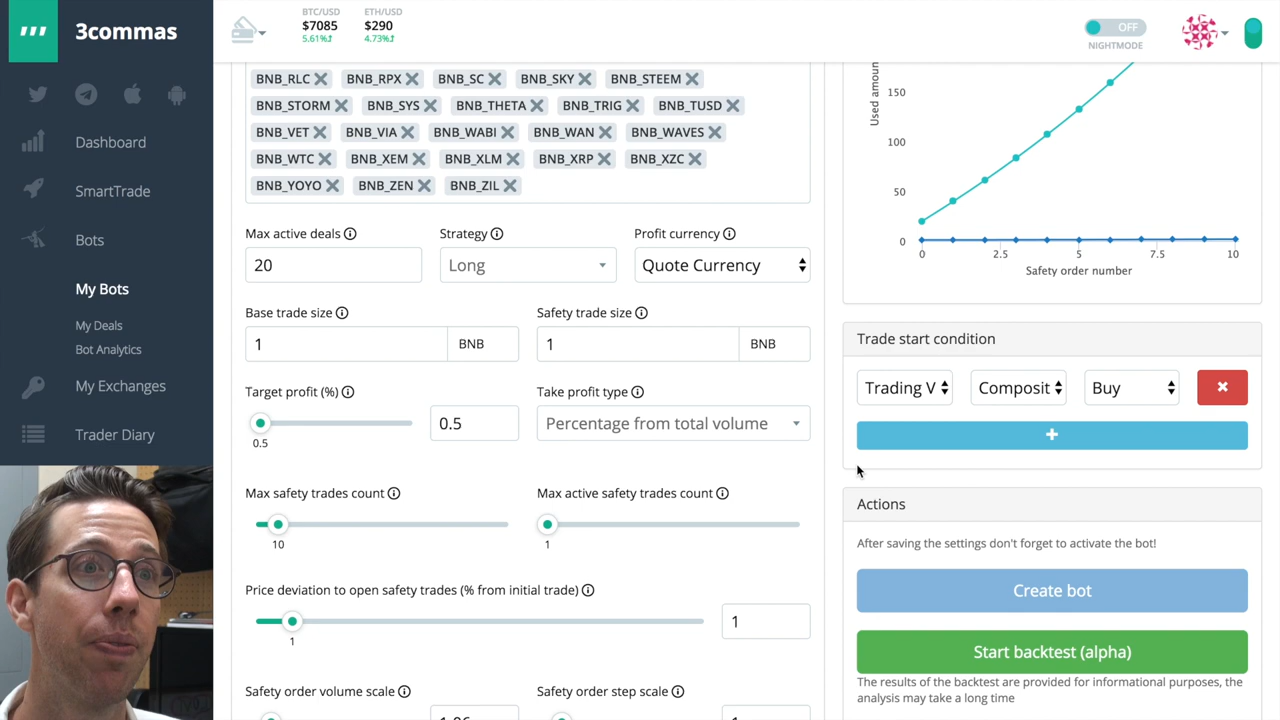 3commas
Dashboard
SmartTrade
Bots
My Bots
My Deals
Bot Analytics
My Exchanges
Trader Diary
BTC/USD
$7085
5.61%
ETH/USD
$290
4.73%
OFF
NIGHTMODE
BNB_RLC BNB_RPX BNB_SC BNB_SKY BNB_STEEM
BNB_STORM BNB_SYS BNB_THETA BNB_TRIG BNB_TUSD
BNB_VET BNB_VIA BNB_WABI BNB_WAN BNB_WAVES
BNB_WTC BNB_XEM BNB_XLM BNB_XRP BNB_XZC
BNB_YOYO BNB_ZEN BNB_ZIL
Max active deals
20
Strategy
Long
Profit currency
Quote Currency
Base trade size
1 BNB
Safety trade size
1 BNB
Target profit (%)
0.5
0.5
Take profit type
Percentage from total volume
Max safety trades count
10
Max active safety trades count
1
Price deviation to open safety trades (% from initial trade)
1
1
Safety order volume scale
Safety order step scale
Used amoun
150
100
50
0
0 2.5 5 7.5 10
Safety order number
Trade start condition
Trading V Composit Buy
+
Actions
After saving the settings don't forget to activate the bot!
Create bot
Start backtest (alpha)
The results of the backtest are provided for informational purposes, the
analysis may take a long time